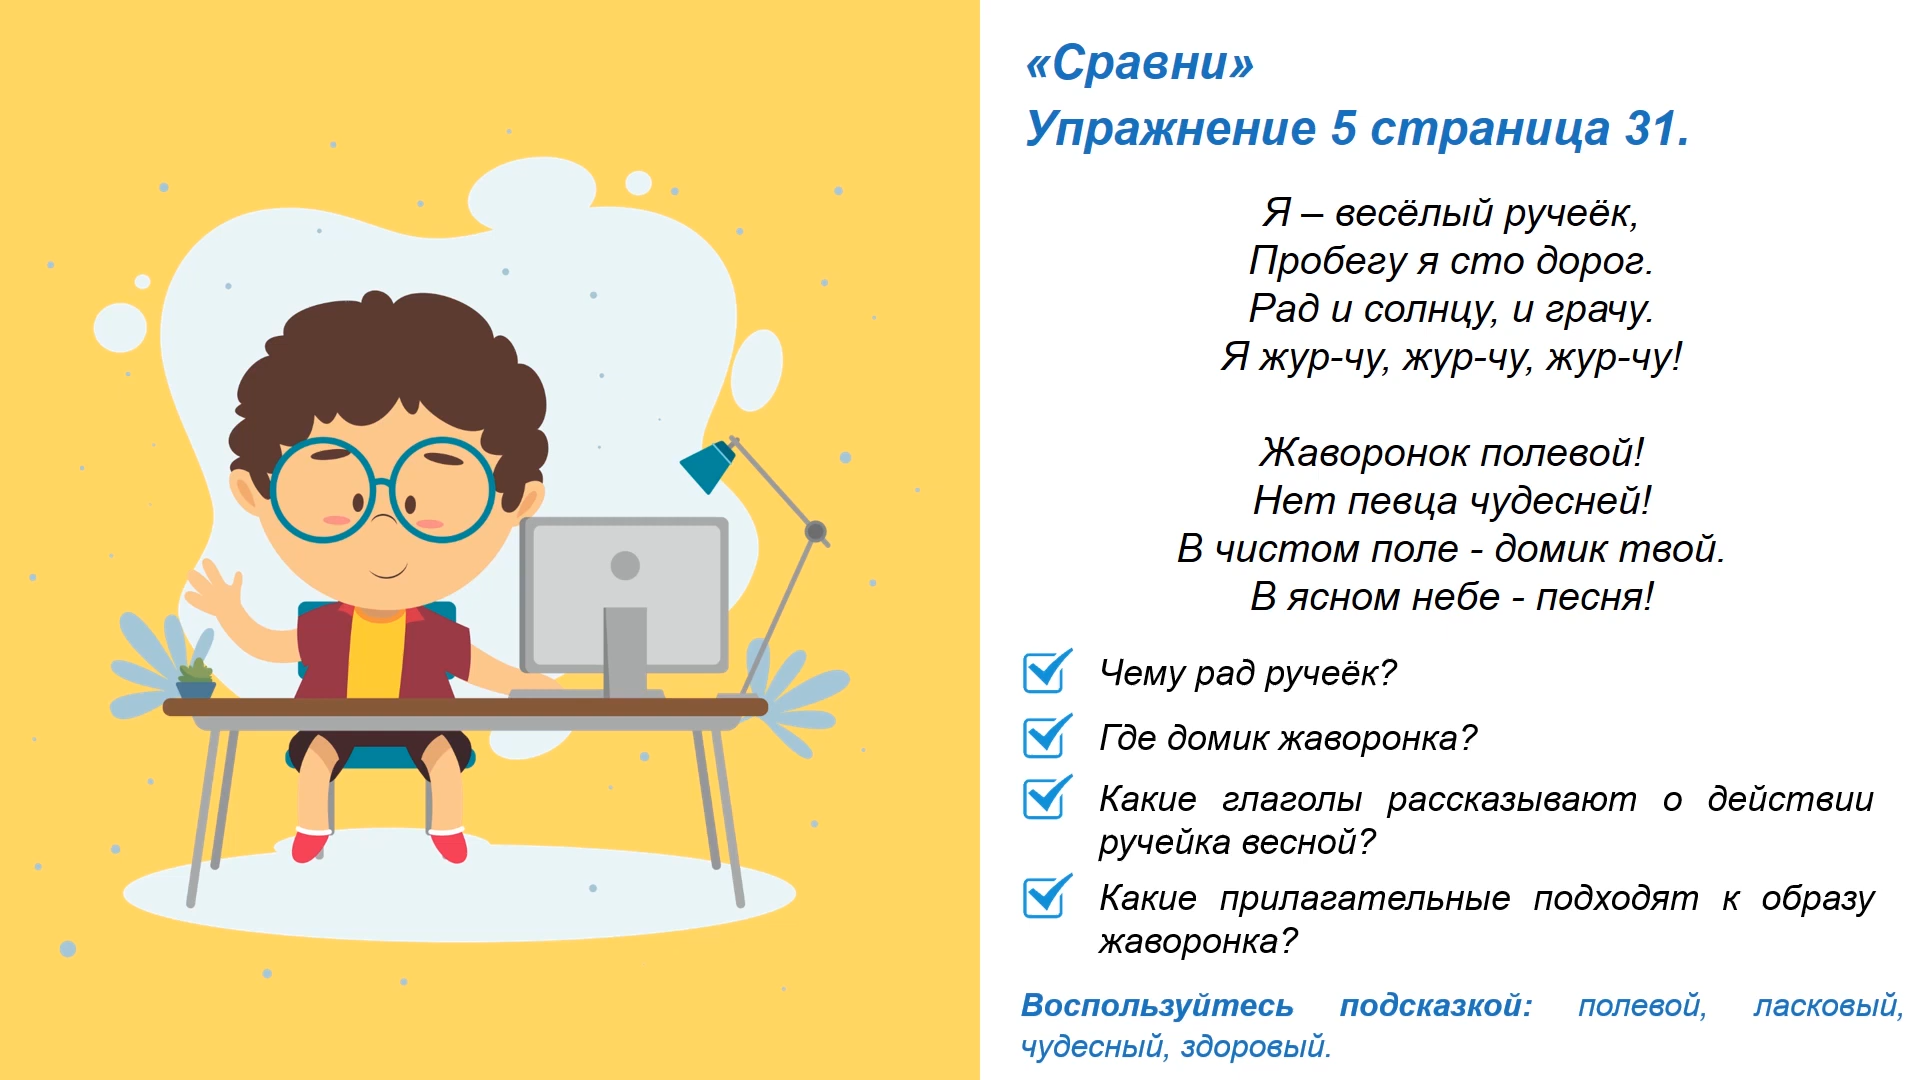 «Сравни»
Упражнение 5 страница 31.
Я – весёлый ручеёк,
Пробегу я сто дорог.
Рад и солнцу, и грачу.
Я жур-чу, жур-чу, жур-чу!
Жаворонок полевой!
Нет певца чудесней!
В чистом поле - домик твой.
В ясном небе - песня!
Чему рад ручеёк?
Где домик жаворонка?
Какие глаголы рассказывают о действии
ручейка весной?
Какие прилагательные подходят к образу
жаворонка?
Воспользуйтесь подсказкой: полевой, ласковый,
чудесный, здоровый.